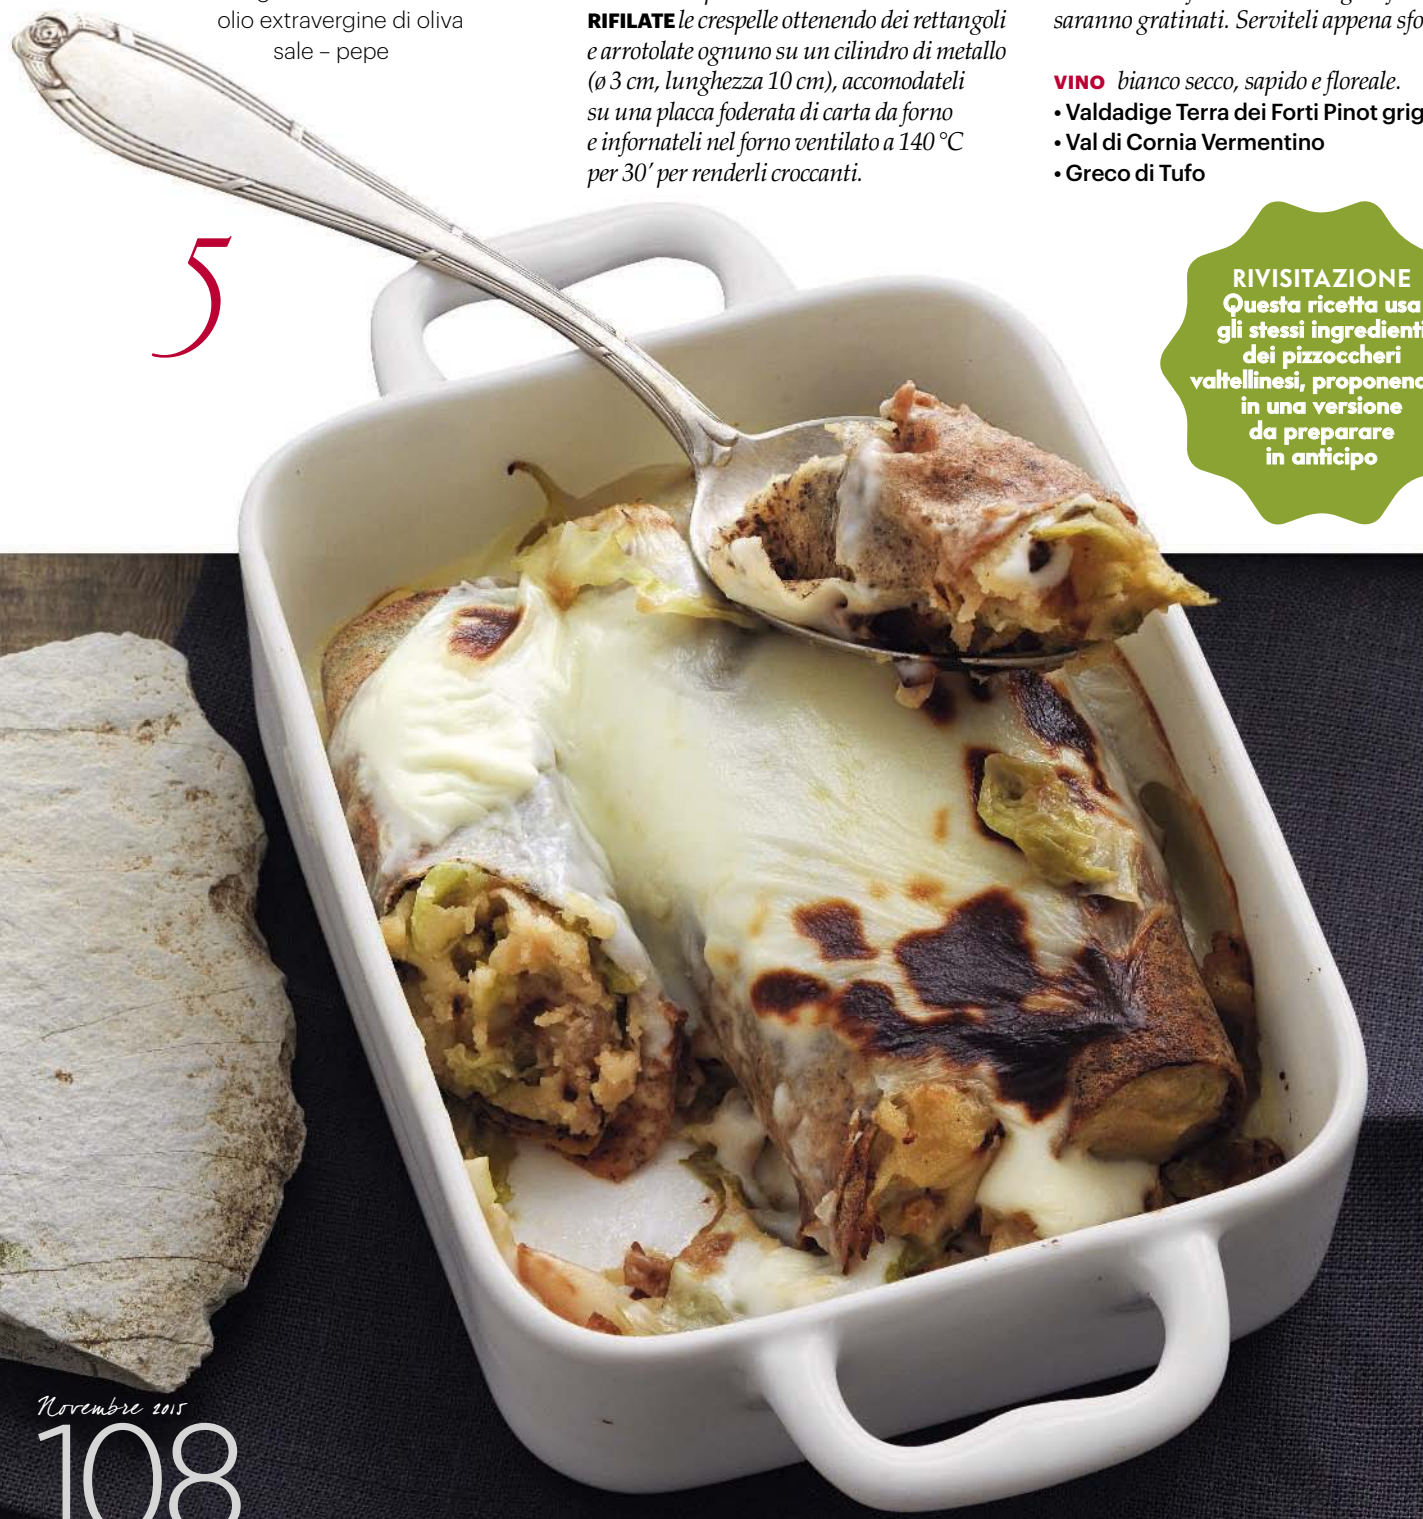 olio extravergine di oliva
sale – pepe
RIFILATE le crespelle ottenendo dei rettangoli
e arrotolate ognuno su un cilindro di metallo
(ø 3 cm, lunghezza 10 cm), accomodateli
su una placca foderata di carta da forno
e infornateli nel forno ventilato a 140 °C
per 30’ per renderli croccanti.
saranno gratinati. Serviteli appena sfo
VINO bianco secco, sapido e floreale.
• Valdadige Terra dei Forti Pinot grig
• Val di Cornia Vermentino
• Greco di Tufo
5
RIVISITAZIONE
Questa ricetta usa
gli stessi ingredienti
dei pizzoccheri
valtellinesi, proponend
in una versione
da preparare
in anticipo
Novembre 2015
108